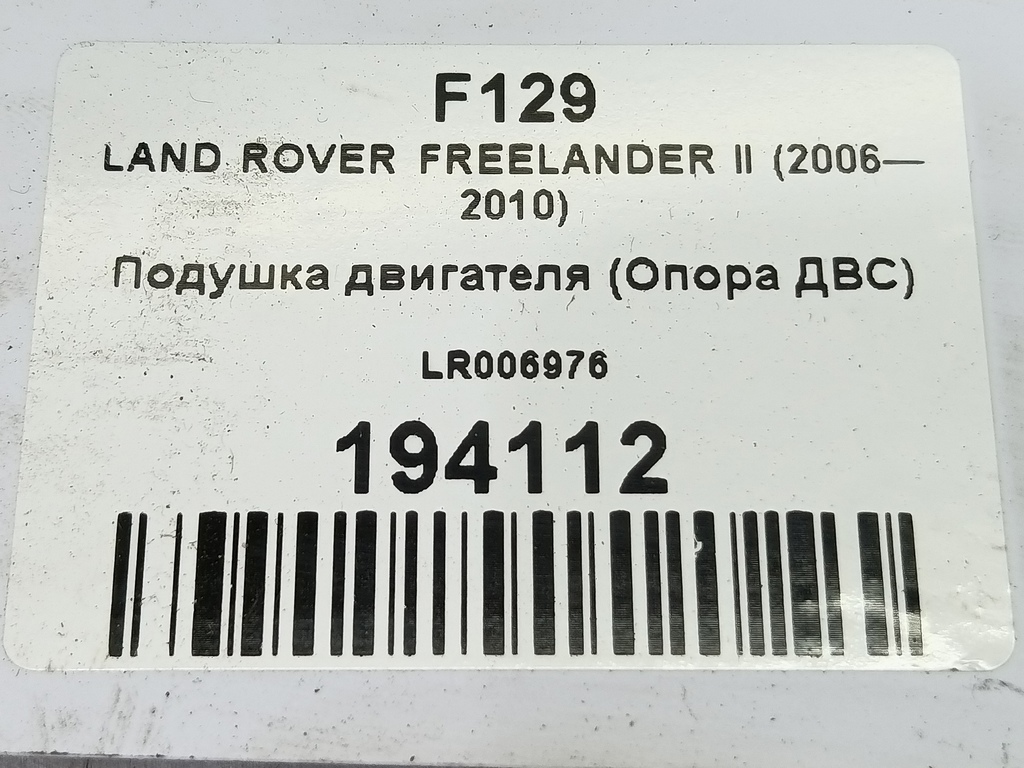 F129
LAND ROVER FREELANDER II (2006—
2010)
Подушка двигателя (Опора ДВС)
LR006976
194112